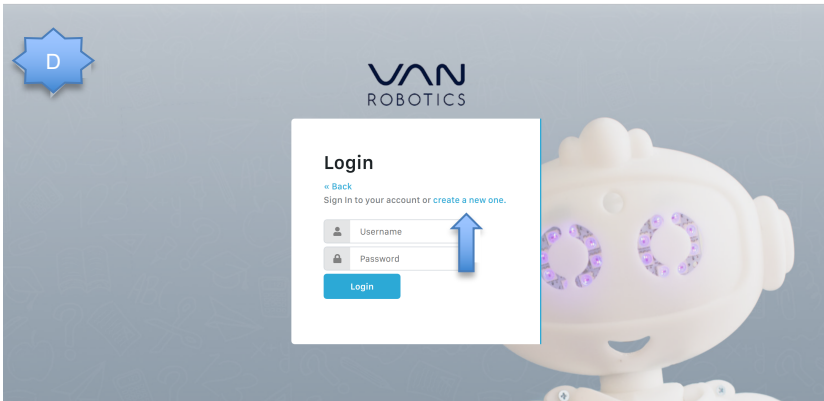 D
VAN
ROBOTICS
Login
« Back
Sign In to your account or create a new one.
Username
Password
Login